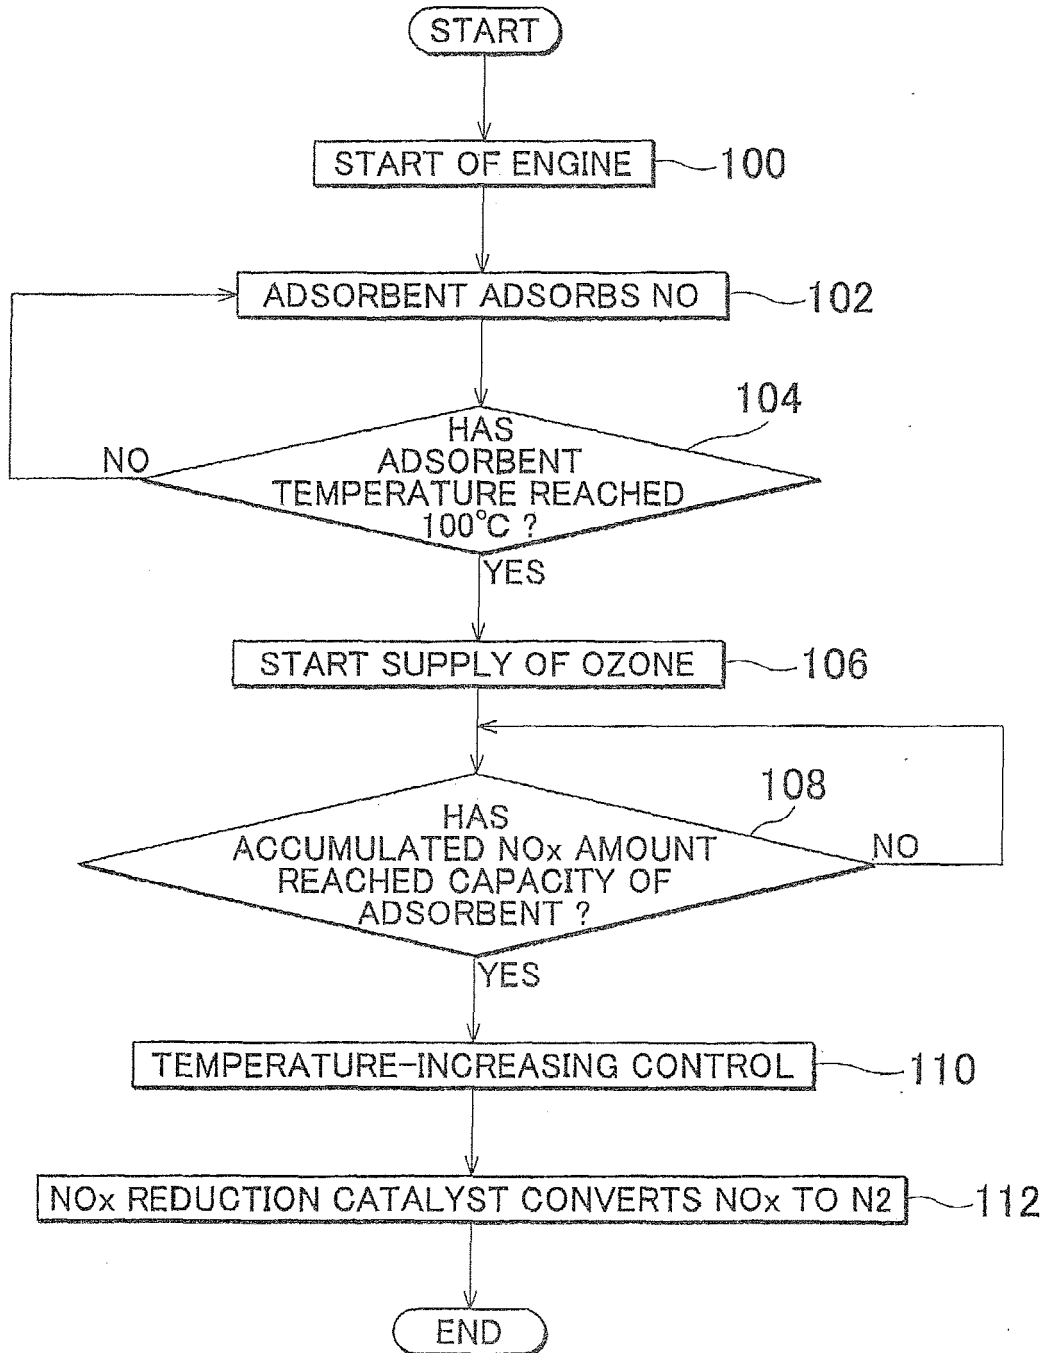 START
START OF ENGINE
100
ADSORBENT ADSORBS NO
102
104
HAS
ADSORBENT
TEMPERATURE REACHED
100°C ?
NO
YES
START SUPPLY OF OZONE
106
108
HAS
ACCUMULATED NOx AMOUNT
REACHED CAPACITY OF
ADSORBENT ?
NO
YES
TEMPERATURE-INCREASING CONTROL
110
NOx REDUCTION CATALYST CONVERTS NOx TO N2
112
END